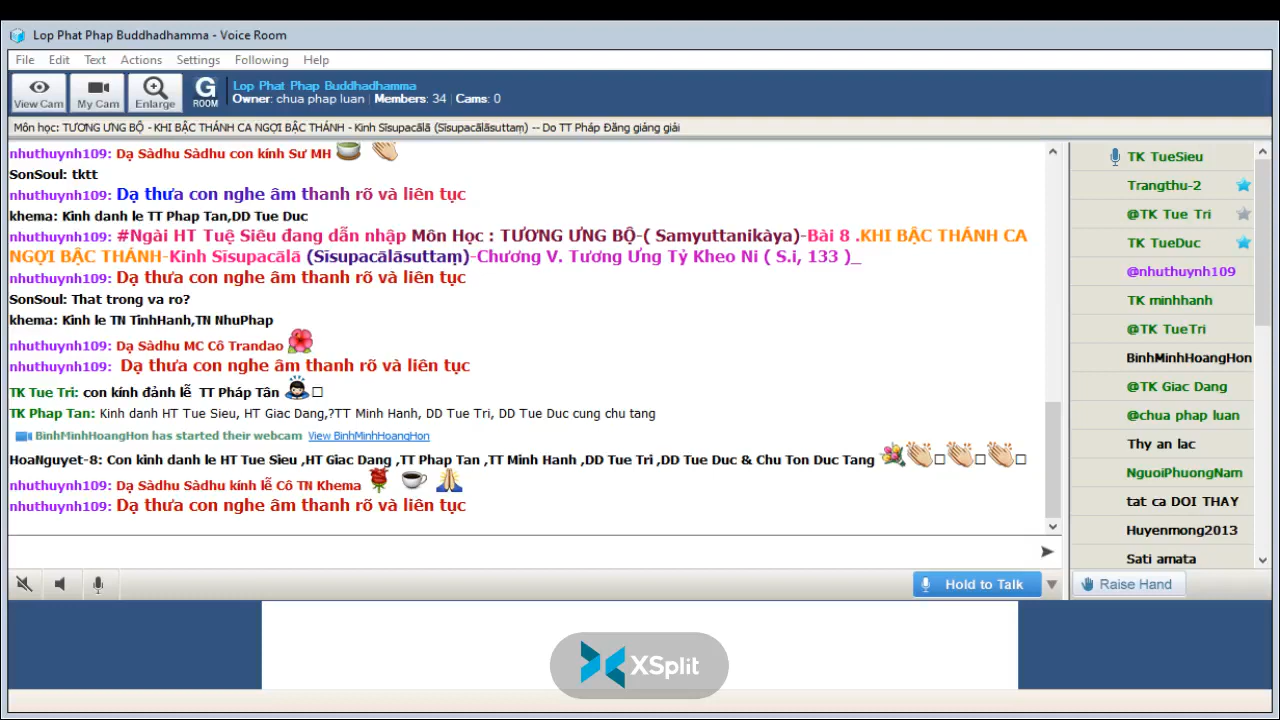 Lop Phat Phap Buddhadhamma - Voice Room
File Edit Text Actions Settings Following Help
View Cam My Cam Enlarge G ROOM
Lop Phat Phap Buddhadhamma
Owner: chua phap luan | Members: 34 | Cams: 0
Môn học: TƯƠNG ƯNG BỘ - KHI BẬC THÁNH CA NGỢI BẬC THÁNH - Kinh Sīsupacālā (Sīsupacālāsuttaṃ) -- Do TT Pháp Đăng giảng giải
nhuthuynh109: Dạ Sàdhu Sàdhu con kính Sư MH
SonSoul: tktt
nhuthuynh109: Dạ thưa con nghe âm thanh rõ và liên tục
khema: Kinh danh le TT Phap Tan,DD Tue Duc
nhuthuynh109: #Ngài HT Tuệ Siêu đang dẫn nhập Môn Học : TƯƠNG ƯNG BỘ-( Samyuttanikàya)-Bài 8 .KHI BẬC THÁNH CA
NGỢI BẬC THÁNH-Kinh Sīsupacālā (Sīsupacālāsuttaṃ)-Chương V. Tương Ưng Tỷ Kheo Ni ( S.i, 133 )_
nhuthuynh109: Dạ thưa con nghe âm thanh rõ và liên tục
SonSoul: That trong va ro?
khema: Kinh le TN TinhHanh,TN NhuPhap
nhuthuynh109: Dạ Sàdhu MC Cô Trandao
nhuthuynh109: Dạ thưa con nghe âm thanh rõ và liên tục
TK Tue Tri: con kính đảnh lễ TT Pháp Tân
TK Phap Tan: Kinh danh HT Tue Sieu, HT Giac Dang,?TT Minh Hanh, DD Tue Tri, DD Tue Duc cung chu tang
BinhMinhHoangHon has started their webcam View BinhMinhHoangHon
HoaNguyet-8: Con kinh danh le HT Tue Sieu ,HT Giac Dang ,TT Phap Tan ,TT Minh Hanh ,DD Tue Tri ,DD Tue Duc & Chu Ton Duc Tang
nhuthuynh109: Dạ Sàdhu Sàdhu kính lễ Cô TN Khema
nhuthuynh109: Dạ thưa con nghe âm thanh rõ và liên tục
TK TueSieu
Trangthu-2
@TK Tue Tri
TK TueDuc
@nhuthuynh109
TK minhhanh
@TK TueTri
BinhMinhHoangHon
@TK Giac Dang
@chua phap luan
Thy an lac
NguoiPhuongNam
tat ca DOI THAY
Huyenmong2013
Sati amata
Hold to Talk
Raise Hand
XSplit